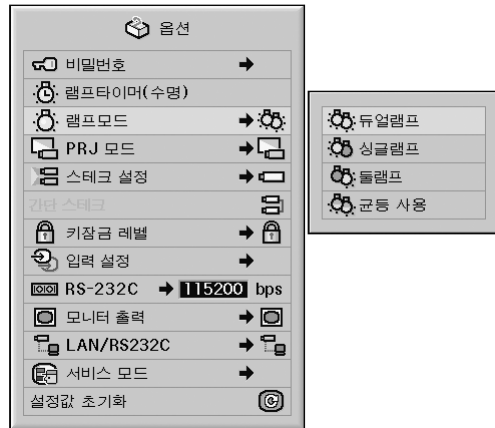 옵션
비밀번호
램프타이머(수명)
램프모드
PRJ 모드
스테크 설정
간단 스테크
키잠금 레벨
입력 설정
RS-232C 115200 bps
모니터 출력
LAN/RS232C
서비스 모드
설정값 초기화
듀얼램프
싱글램프
둘램프
균등 사용